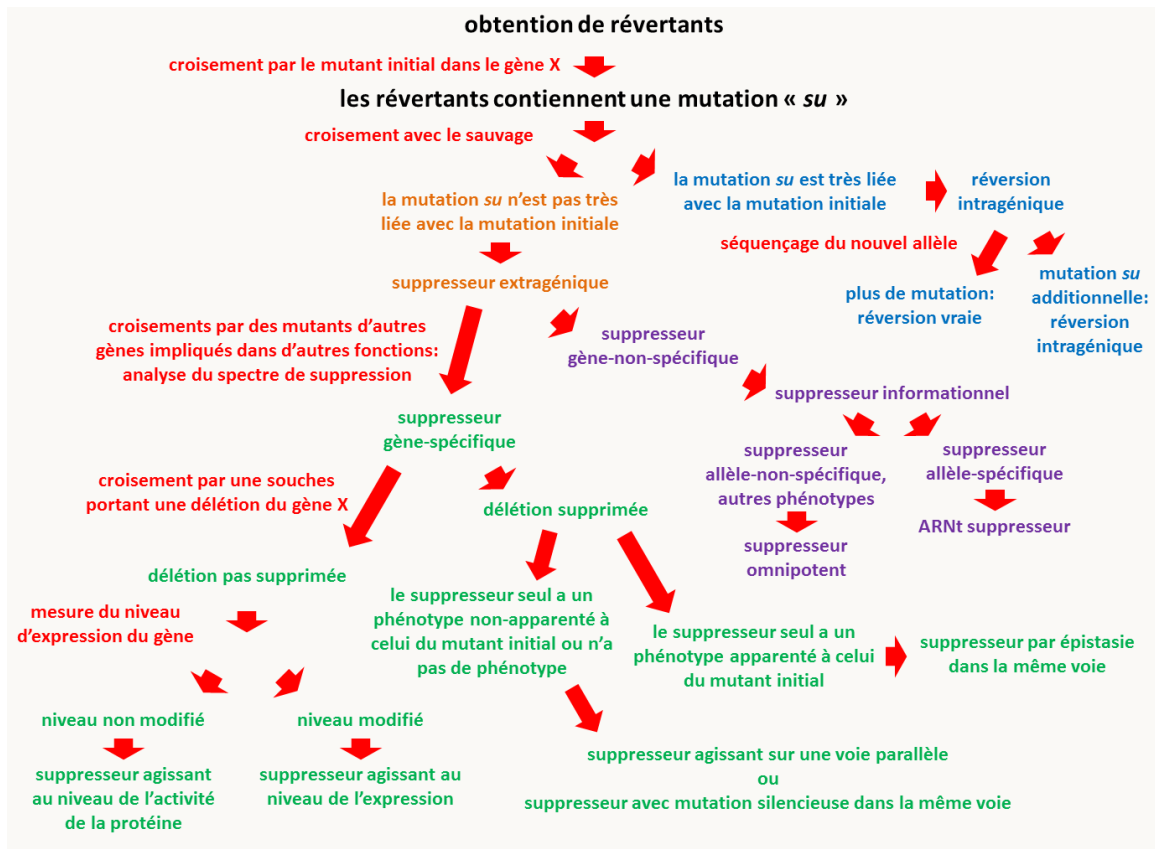 obtention de révertants
croisement par le mutant initial dans le gène X
les révertants contiennent une mutation « su »
croisement avec le sauvage
la mutation su n'est pas très
liée avec la mutation initiale
la mutation su est très liée
avec la mutation initiale
réversion
intragénique
séquençage du nouvel allèle
plus de mutation:
réversion vraie
mutation su
additionnelle:
réversion
intragénique
suppresseur extragénique
croisements par des mutants d'autres
gènes impliqués dans d'autres fonctions:
analyse du spectre de suppression
suppresseur
gène-non-spécifique
suppresseur informationnel
suppresseur
allèle-non-spécifique,
autres phénotypes
suppresseur
allèle-spécifique
suppresseur
omnipotent
ARNt suppresseur
suppresseur
gène-spécifique
croisement par une souches
portant une délétion du gène X
délétion supprimée
délétion pas supprimée
mesure du niveau
d'expression du gène
le suppresseur seul a un
phénotype non-apparenté à
celui du mutant initial ou n'a
pas de phénotype
le suppresseur seul a un
phénotype apparenté à celui
du mutant initial
suppresseur par épistasie
dans la même voie
niveau non modifié
niveau modifié
suppresseur agissant
au niveau de l'activité
de la protéine
suppresseur agissant au
niveau de l'expression
suppresseur agissant sur une voie parallèle
ou
suppresseur avec mutation silencieuse dans la même voie